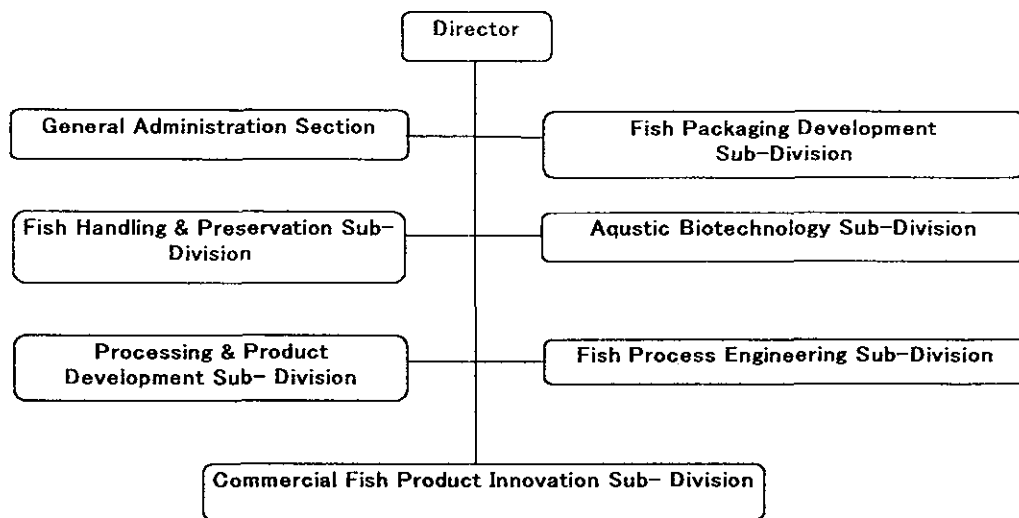 Director
General Administration Section
Fish Packaging Development
Sub-Division
Fish Handling & Preservation Sub-
Division
Aqustic Biotechnology Sub-Division
Processing & Product
Development Sub- Division
Fish Process Engineering Sub-Division
Commercial Fish Product Innovation Sub- Division